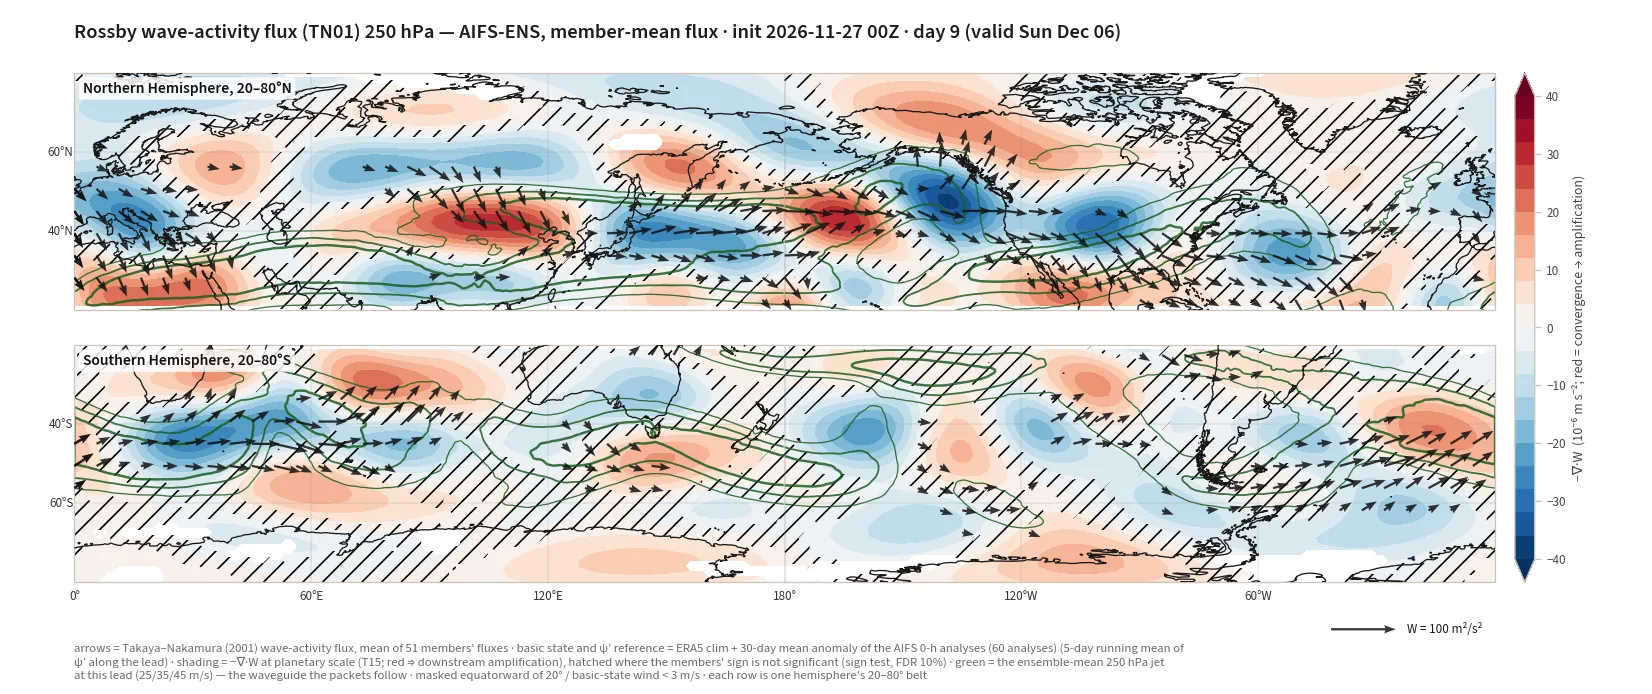 Rossby wave-activity flux (TN01) 250 hPa — AIFS-ENS, member-mean flux · init 2026-11-27 00Z · day 9 (valid Sun Dec 06)
Northern Hemisphere, 20–80°N
60°N
40°N
Southern Hemisphere, 20–80°S
40°S
60°S
0°
60°E
120°E
180°
120°W
60°W
40
30
20
10
0
−10
−20
−30
−40
−∇·W (10⁻⁶ m s⁻²; red = convergence → amplification)
W = 100 m²/s²
arrows = Takaya–Nakamura (2001) wave-activity flux, mean of 51 members' fluxes · basic state and ψ′ reference = ERA5 clim + 30-day mean anomaly of the AIFS 0-h analyses (60 analyses) (5-day running mean of
ψ′ along the lead) · shading = −∇·W at planetary scale (T15; red ⇒ downstream amplification), hatched where the members' sign is not significant (sign test, FDR 10%) · green = the ensemble-mean 250 hPa jet
at this lead (25/35/45 m/s) — the waveguide the packets follow · masked equatorward of 20° / basic-state wind < 3 m/s · each row is one hemisphere's 20–80° belt